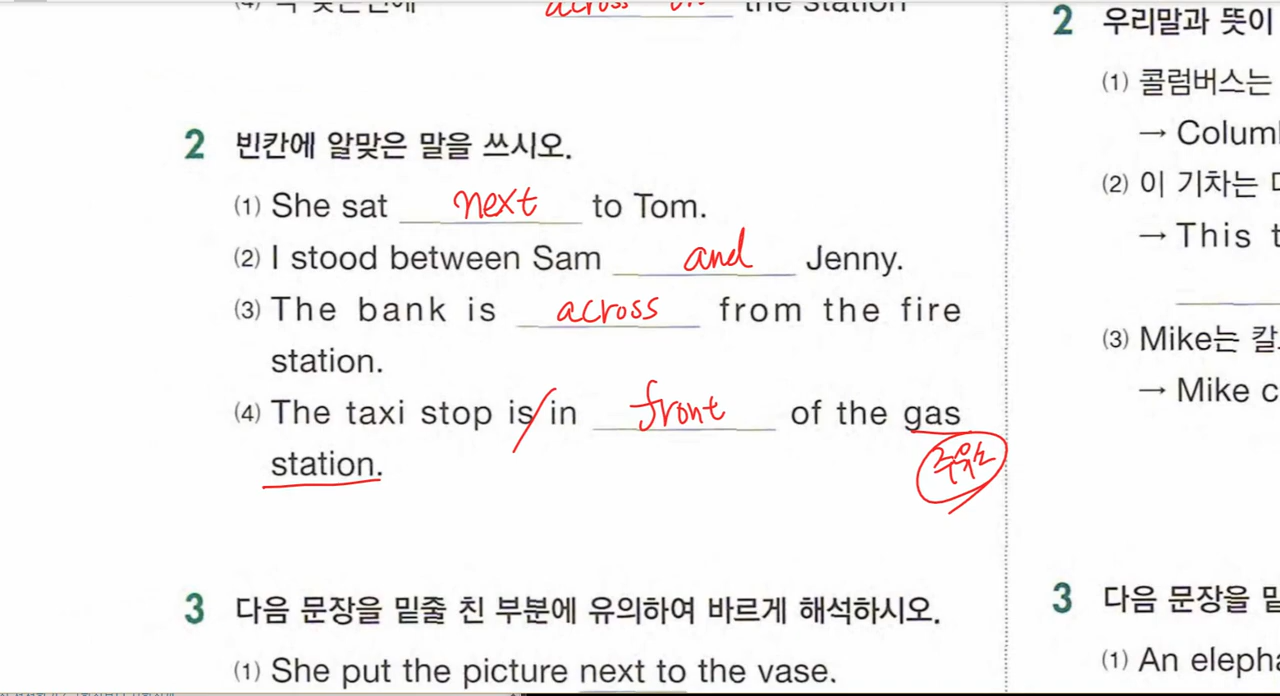 the station
2 빈칸에 알맞은 말을 쓰시오.
(1) She sat next to Tom.
(2) I stood between Sam and Jenny.
(3) The bank is across from the fire
station.
(4) The taxi stop is/in front of the gas
station.
주유소
3 다음 문장을 밑줄 친 부분에 유의하여 바르게 해석하시오.
(1) She put the picture next to the vase.
2 우리말과 뜻이
(1) 콜럼버스는
→ Colum
(2) 이 기차는
→ This t
(3) Mike는 칼
→ Mike c
3 다음 문장을 밑
(1) An eleph